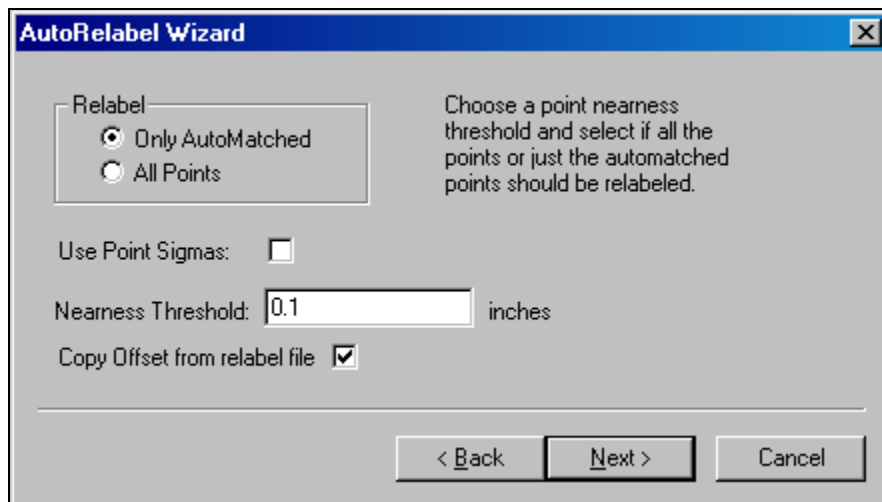 AutoRelabel Wizard
Relabel
Only AutoMatched
All Points
Choose a point nearness
threshold and select if all the
points or just the automatched
points should be relabeled.
Use Point Sigmas:
Nearness Threshold: 0.1 inches
Copy Offset from relabel file
< Back Next > Cancel